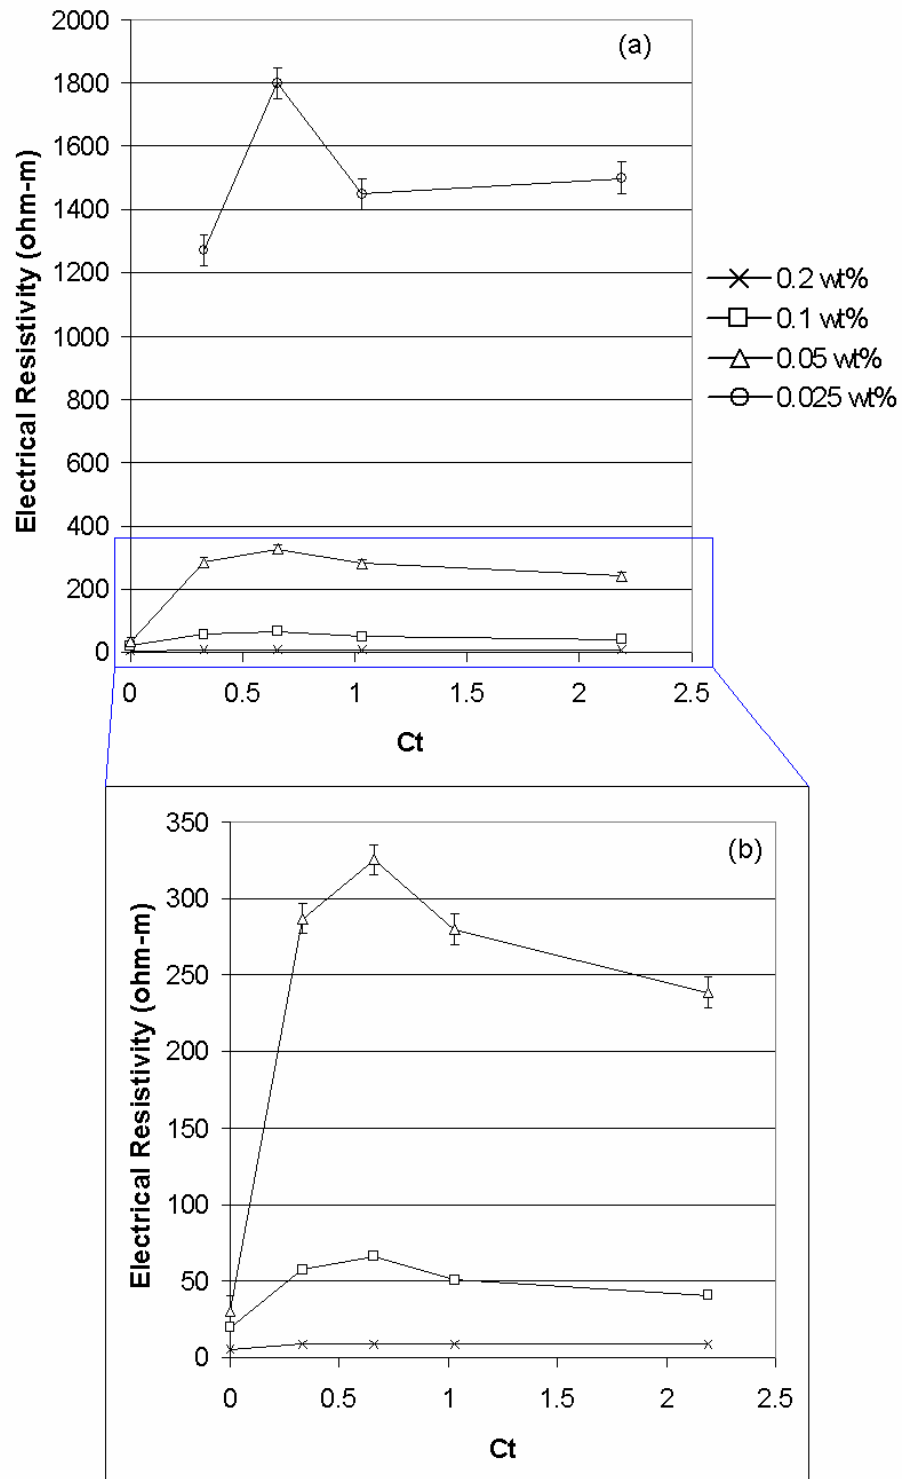 (a)
2000
1800
1600
1400
1200
1000
800
600
400
200
0
Electrical Resistivity (ohm-m)
0 0.5 1 1.5 2 2.5
Ct
0.2 wt%
0.1 wt%
0.05 wt%
0.025 wt%
(b)
350
300
250
200
150
100
50
0
Electrical Resistivity (ohm-m)
0 0.5 1 1.5 2 2.5
Ct